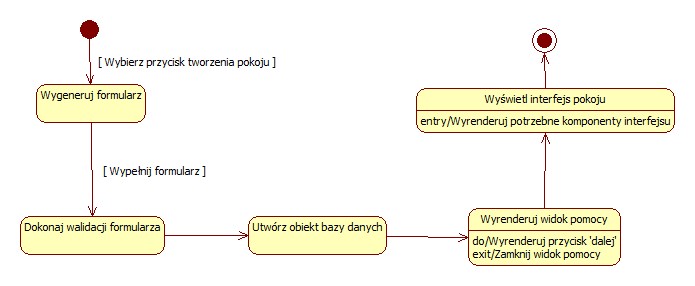 [ Wybierz przycisk tworzenia pokoju ]
Wygeneruj formularz
[ Wypełnij formularz ]
Dokonaj walidacji formularza
Utwórz obiekt bazy danych
Wyrenderuj widok pomocy
do/Wyrenderuj przycisk 'dalej'
exit/Zamknij widok pomocy
Wyświetl interfejs pokoju
entry/Wyrenderuj potrzebne komponenty interfejsu